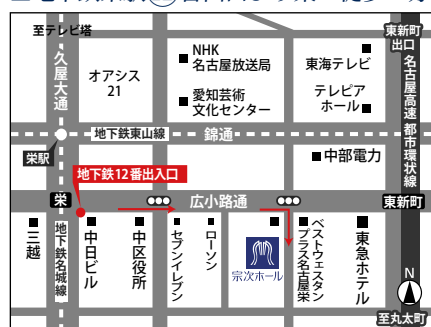 至テレビ塔
東新町
出口
NHK
名古屋放送局
東海テレビ
オアシス
21
愛知芸術
文化センター
テレピア
ホール
久屋大通
名古屋高速 都市環状線
地下鉄東山線
錦通
栄駅
中部電力
地下鉄12番出入口
栄
広小路通
東新町
三越
地下鉄名城線
中日ビル
中区役所
セブンイレブン
ローソン
宗次ホール
ベストウェスタン
プラス名古屋栄
東急ホテル
N
至丸太町